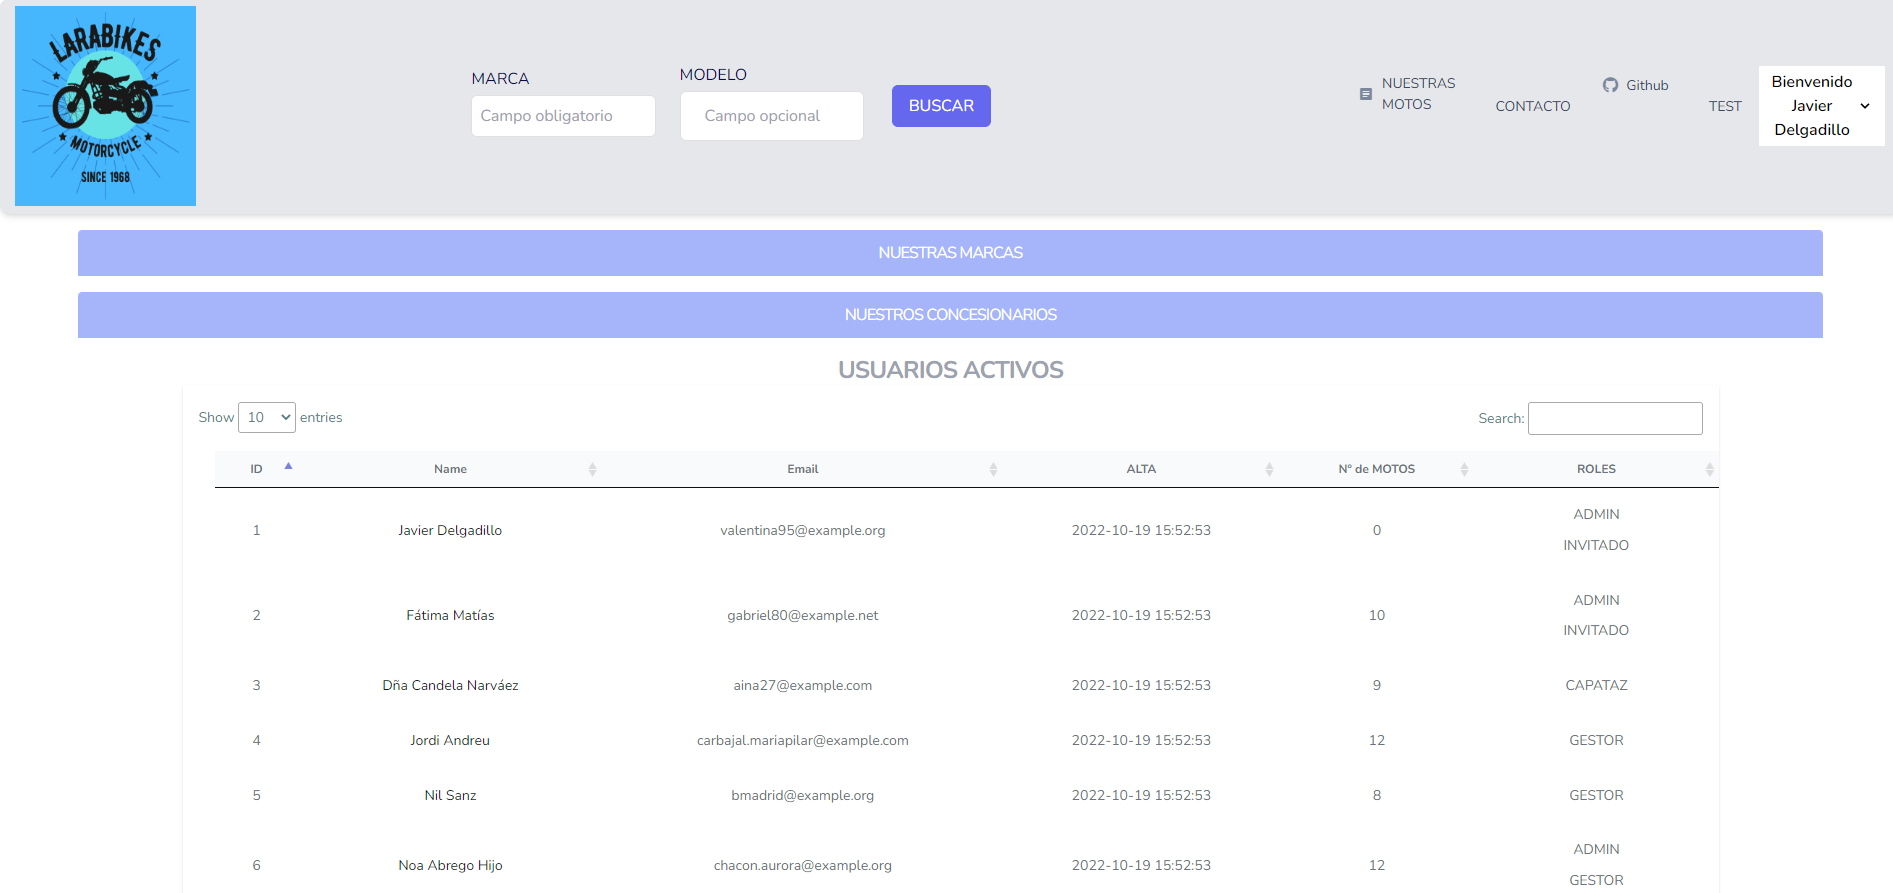 LARABIKES
MOTORCYCLE
SINCE 1968
MARCA
Campo obligatorio
MODELO
Campo opcional
BUSCAR
NUESTRAS
MOTOS
CONTACTO
Github
TEST
Bienvenido
Javier
Delgadillo
NUESTRAS MARCAS
NUESTROS CONCESIONARIOS
USUARIOS ACTIVOS
Show 10 entries
Search:
ID Name Email ALTA Nº de MOTOS ROLES
1 Javier Delgadillo valentina95@example.org 2022-10-19 15:52:53 0 ADMIN
INVITADO
2 Fátima Matías gabriel80@example.net 2022-10-19 15:52:53 10 ADMIN
INVITADO
3 Dña Candela Narváez aina27@example.com 2022-10-19 15:52:53 9 CAPATAZ
4 Jordi Andreu carbajal.mariapilar@example.com 2022-10-19 15:52:53 12 GESTOR
5 Nil Sanz bmadrid@example.org 2022-10-19 15:52:53 8 GESTOR
6 Noa Abrego Hijo chacon.aurora@example.org 2022-10-19 15:52:53 12 ADMIN
GESTOR